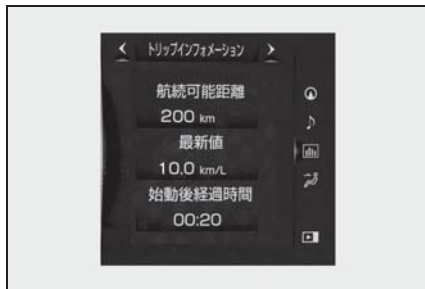 トリップインフォメーション
航続可能距離
200 km
最新値
10.0 km/L
始動後経過時間
00:20